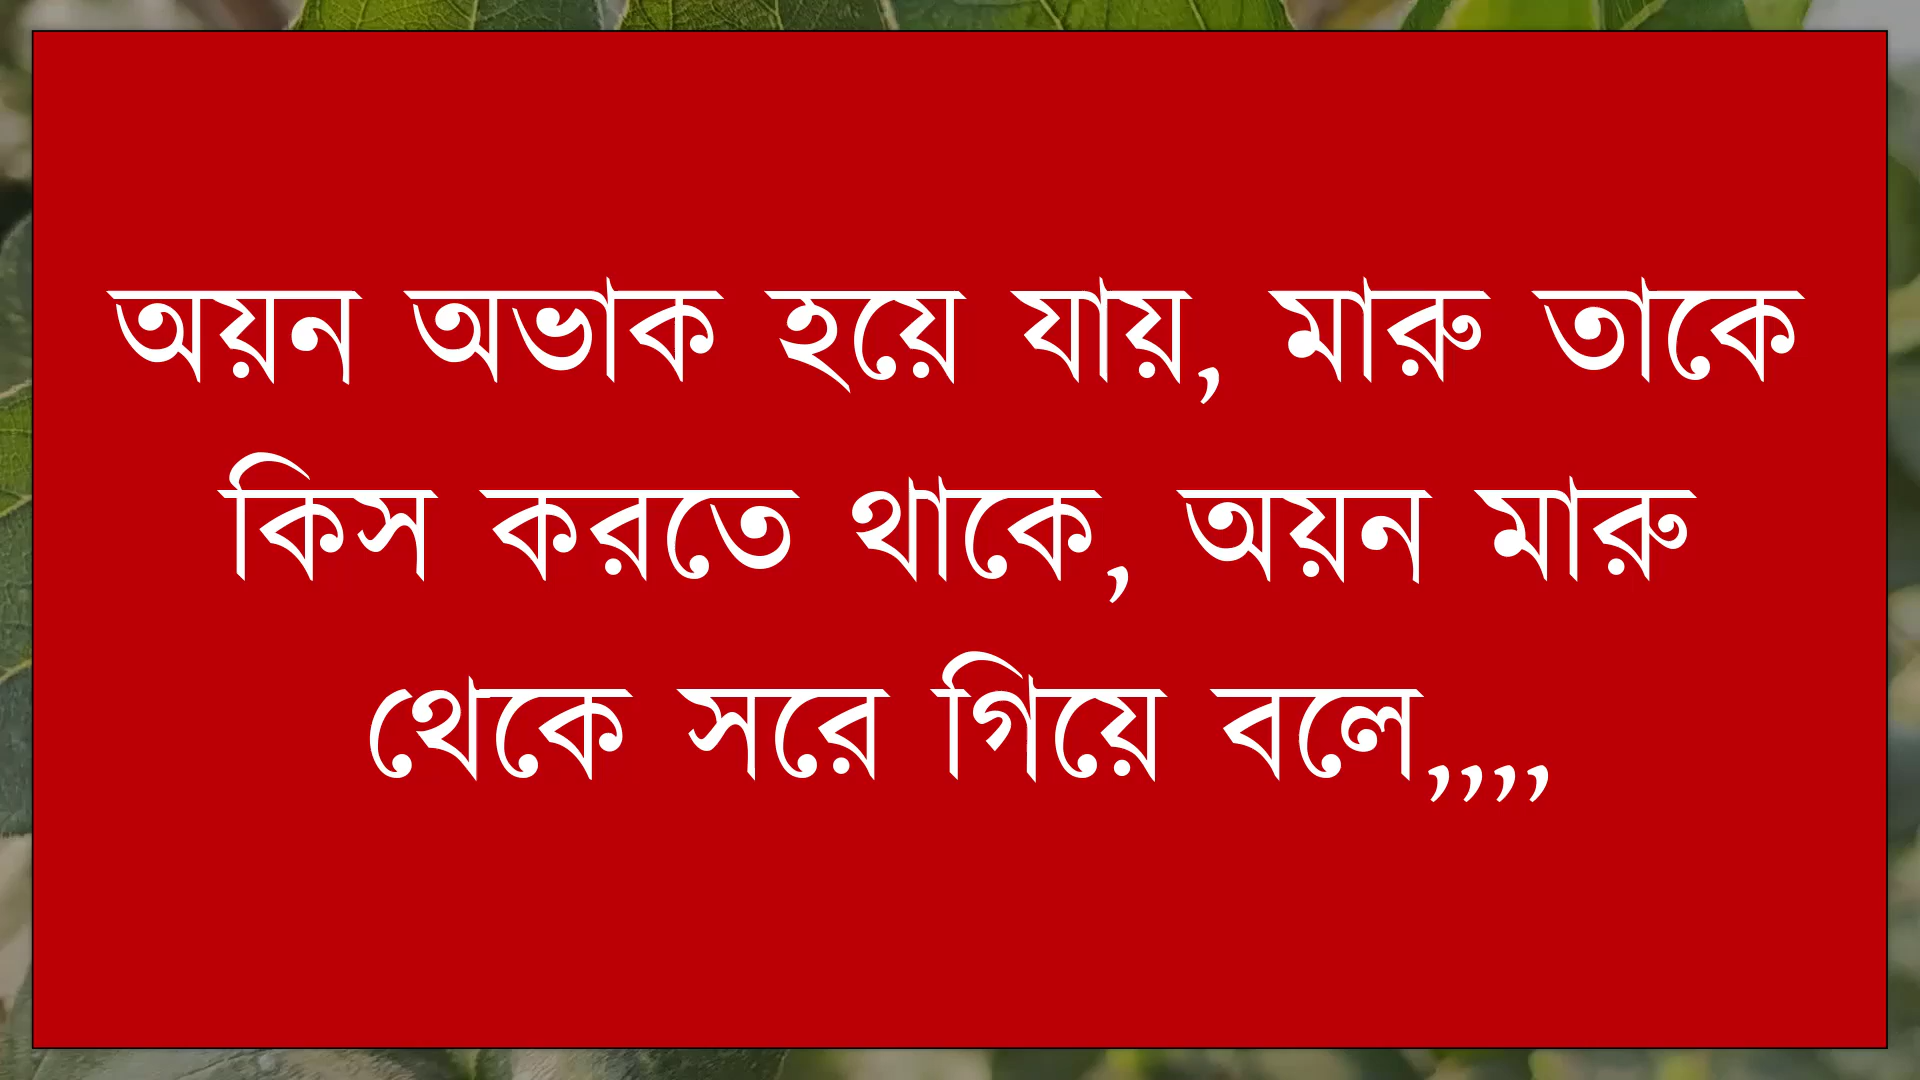 অয়ন অভাক হয়ে যায়, মারু তাকে
কিস করতে থাকে, অয়ন মারু
থেকে সরে গিয়ে বলে,,,,